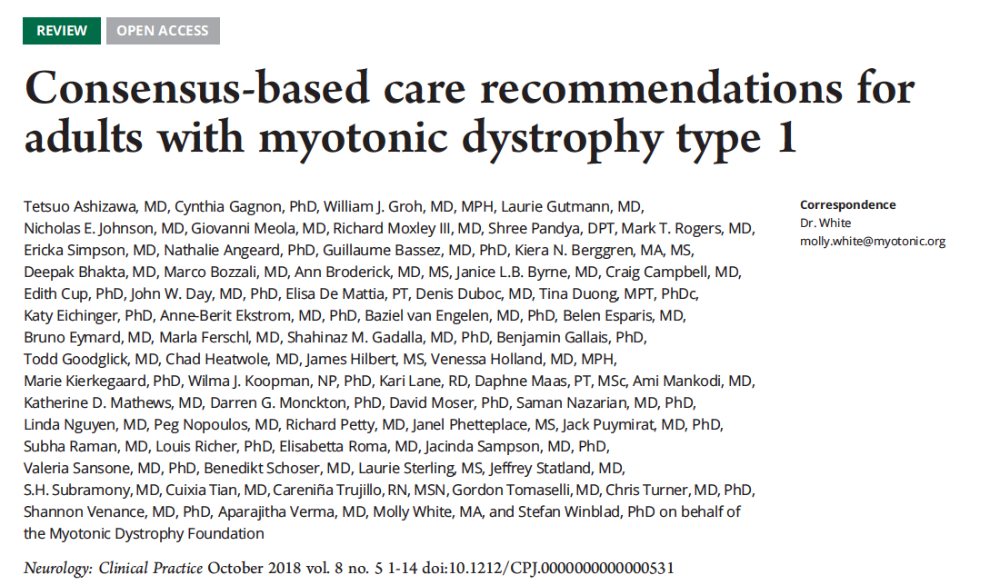 REVIEW OPEN ACCESS
Consensus-based care recommendations for
adults with myotonic dystrophy type 1
Tetsuo Ashizawa, MD, Cynthia Gagnon, PhD, William J. Groh, MD, MPH, Laurie Gutmann, MD,
Nicholas E. Johnson, MD, Giovanni Meola, MD, Richard Moxley III, MD, Shree Pandya, DPT, Mark T. Rogers, MD,
Ericka Simpson, MD, Nathalie Angeard, PhD, Guillaume Bassez, MD, PhD, Kiera N. Berggren, MA, MS,
Deepak Bhakta, MD, Marco Bozzali, MD, Ann Broderick, MD, MS, Janice L.B. Byrne, MD, Craig Campbell, MD,
Edith Cup, PhD, John W. Day, MD, PhD, Elisa De Mattia, PT, Denis Duboc, MD, Tina Duong, MPT, PhDc,
Katy Eichinger, PhD, Anne-Berit Ekstrom, MD, PhD, Baziel van Engelen, MD, PhD, Belen Esparis, MD,
Bruno Eymard, MD, Marla Ferschl, MD, Shahinaz M. Gadalla, MD, PhD, Benjamin Gallais, PhD,
Todd Goodglick, MD, Chad Heatwole, MD, James Hilbert, MS, Venessa Holland, MD, MPH,
Marie Kierkegaard, PhD, Wilma J. Koopman, NP, PhD, Kari Lane, RD, Daphne Maas, PT, MSc, Ami Mankodi, MD,
Katherine D. Mathews, MD, Darren G. Monckton, PhD, David Moser, PhD, Saman Nazarian, MD, PhD,
Linda Nguyen, MD, Peg Nopoulos, MD, Richard Petty, MD, Janel Phetteplace, MS, Jack Puymirat, MD, PhD,
Subha Raman, MD, Louis Richer, PhD, Elisabetta Roma, MD, Jacinda Sampson, MD, PhD,
Valeria Sansone, MD, PhD, Benedikt Schoser, MD, Laurie Sterling, MS, Jeffrey Statland, MD,
S.H. Subramony, MD, Cuixia Tian, MD, Careniña Trujillo, RN, MSN, Gordon Tomaselli, MD, Chris Turner, MD, PhD,
Shannon Venance, MD, PhD, Aparajitha Verma, MD, Molly White, MA, and Stefan Winblad, PhD on behalf of
the Myotonic Dystrophy Foundation
Correspondence
Dr. White
molly.white@myotonic.org
Neurology: Clinical Practice October 2018 vol. 8 no. 5 1-14 doi:10.1212/CPJ.0000000000000531